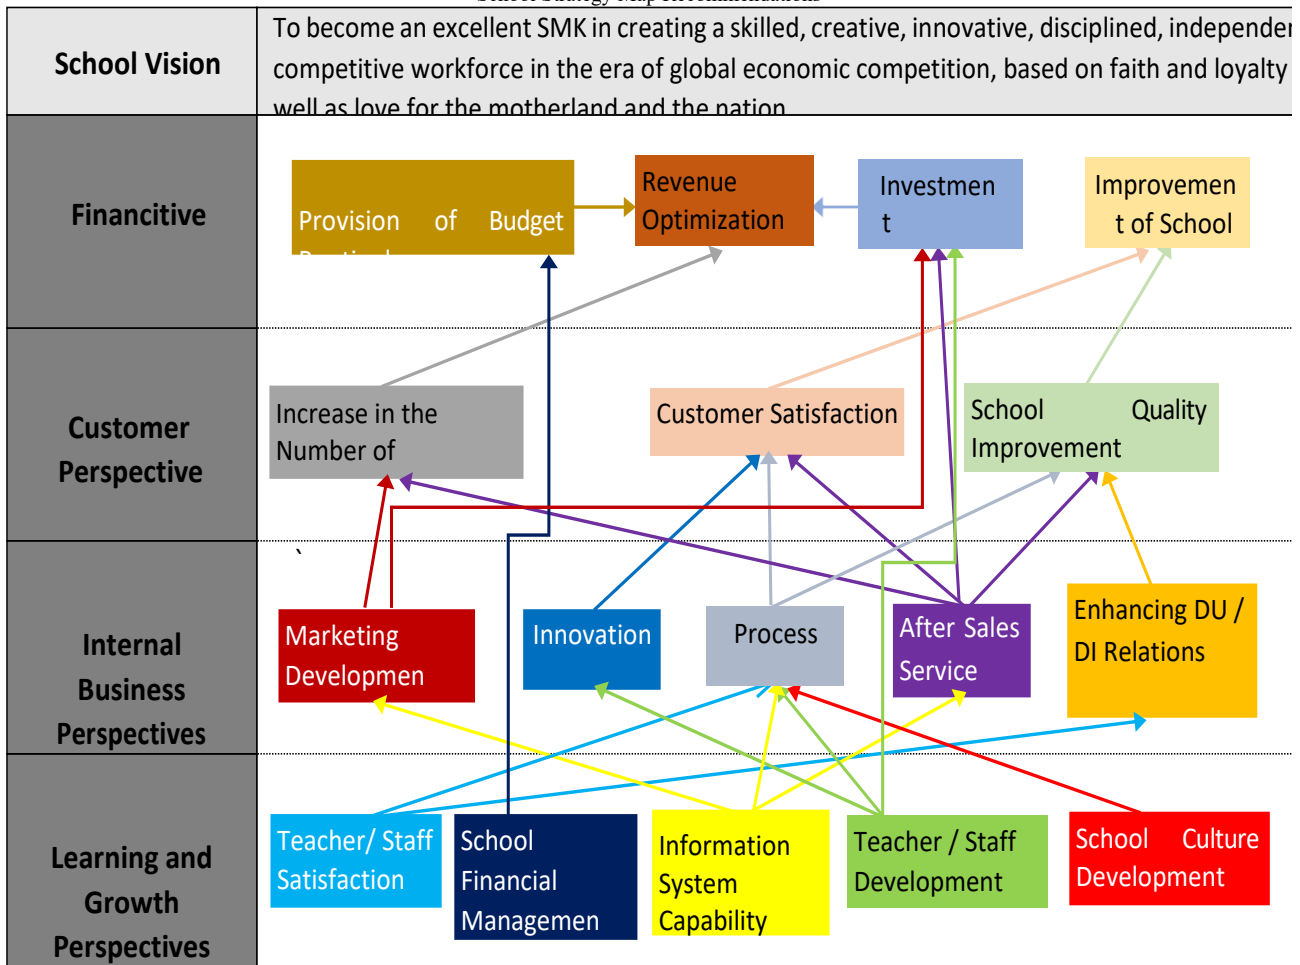 School Strategy Map Recommendations
School Vision
To become an excellent SMK in creating a skilled, creative, innovative, disciplined, independen
competitive workforce in the era of global economic competition, based on faith and loyalty
well as love for the motherland and the nation
Financitive
Provision of Budget
Revenue
Optimization
Investmen
t
Improvemen
t of School
Customer
Perspective
Increase in the
Number of
Customer Satisfaction
School Quality
Improvement
`
Internal
Business
Perspectives
Marketing
Developmen
Innovation
Process
After Sales
Service
Enhancing DU /
DI Relations
Learning and
Growth
Perspectives
Teacher/ Staff
Satisfaction
School
Financial
Managemen
Information
System
Capability
Teacher / Staff
Development
School Culture
Development